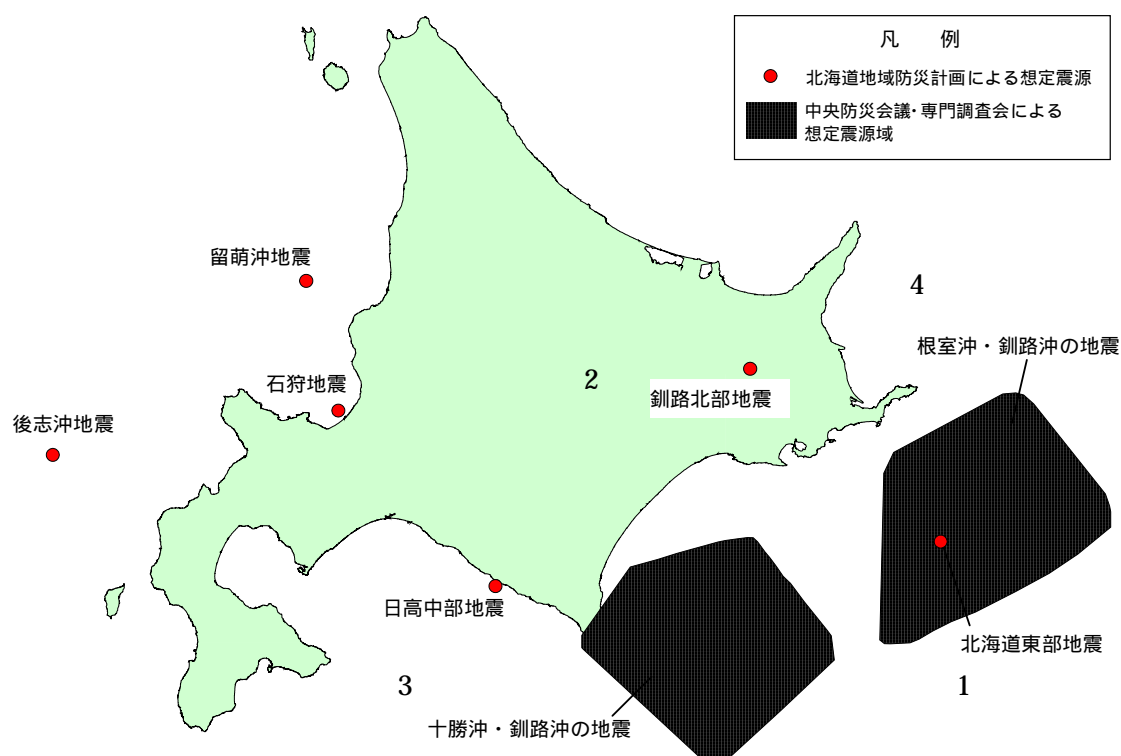 凡　例
北海道地域防災計画による想定震源
中央防災会議・専門調査会による
想定震源域
留萌沖地震
4
根室沖・釧路沖の地震
石狩地震
2
釧路北部地震
後志沖地震
日高中部地震
北海道東部地震
3
1
十勝沖・釧路沖の地震